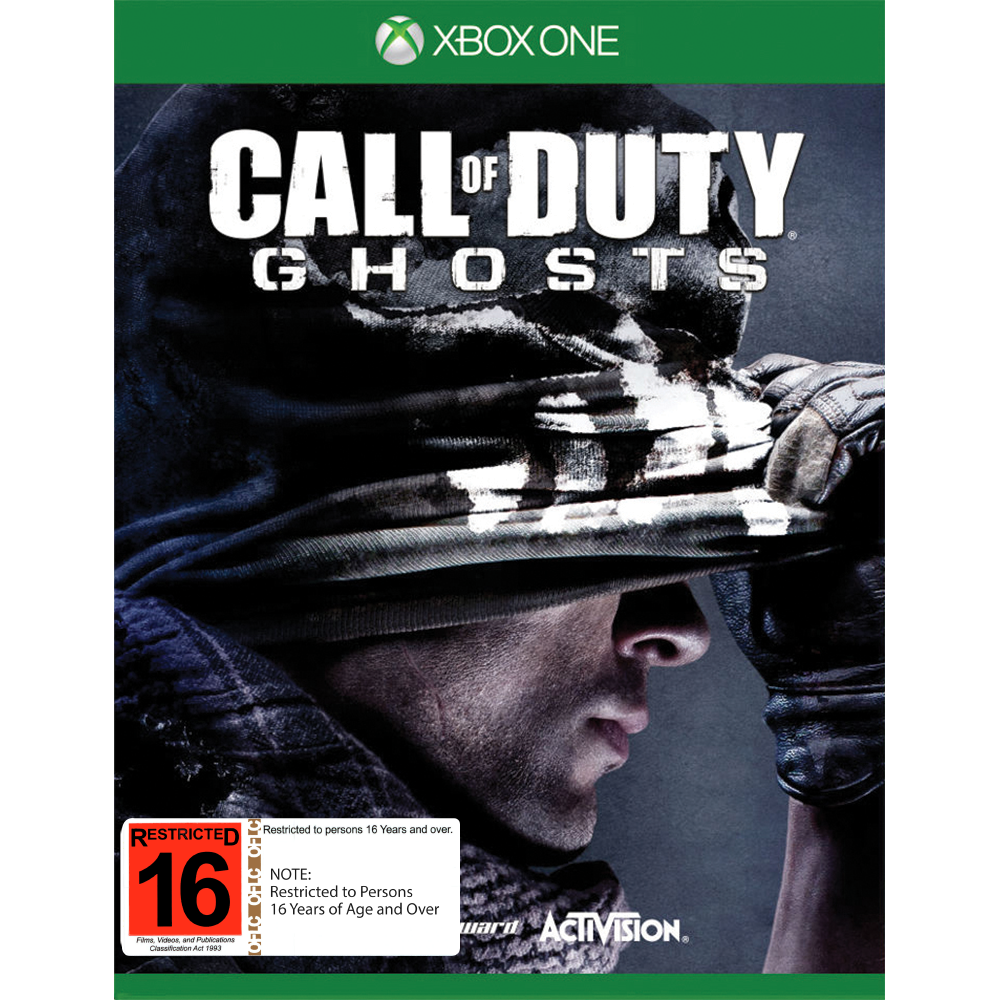 XBOX ONE
CALL OF DUTY
®
GHOSTS
RESTRICTED
16
Films, Videos, and Publications
Classification Act 1993
OFLC OFLC OFLC
Restricted to persons 16 Years and over.
NOTE:
Restricted to Persons
16 Years of Age and Over
ward ACTIVISION®